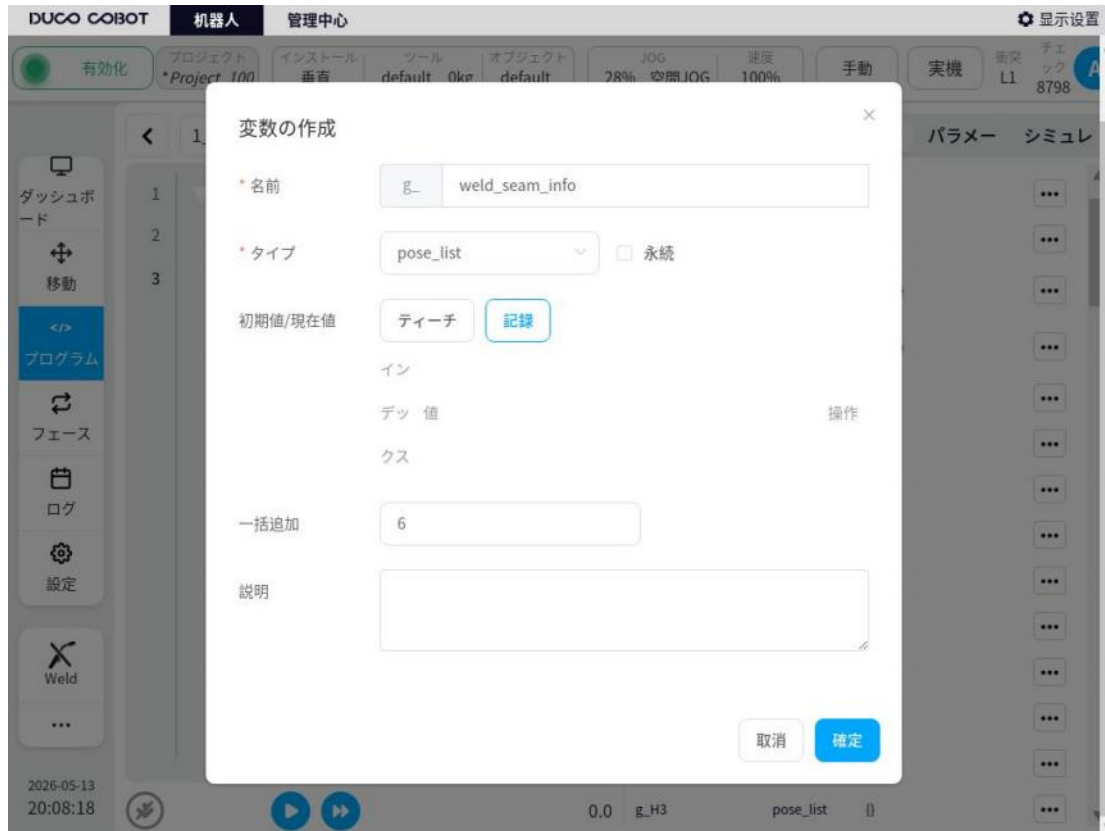 DUCO COBOT
机器人
管理中心
显示设置
有効化
プロジェクト
*Project_100
インストール
垂直
ツール
default 0kg
オブジェクト
default
JOG
28% 空間JOG
速度
100%
手動
実機
衝突
L1
チェ
ック
8798
A
変数の作成
1_
パラメー
シミュレ
ダッシュボ
ード
移動
</>
プログラム
フェース
ログ
設定
Weld
1
2
3
* 名前
g_
weld_seam_info
* タイプ
pose_list
永続
初期値/現在値
ティーチ
記録
イン
デッ 値 操作
クス
一括追加
6
説明
取消
確定
2026-05-13
20:08:18
0.0
g_H3
pose_list
{}